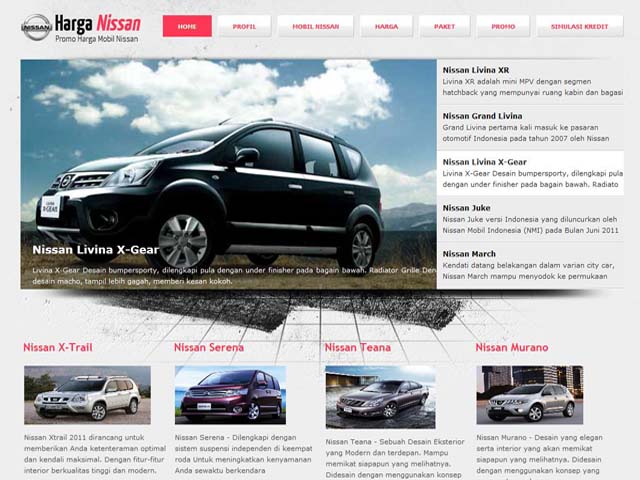 NISSAN
Harga Nissan
Promo Harga Mobil Nissan
HOME
PROFIL
MOBIL NISSAN
HARGA
PAKET
PROMO
SIMULASI KREDIT
LIVINA
X-GEAR
Nissan Livina X-Gear
Livina X-Gear Desain bumpersporty, dilengkapi pula dengan under finisher pada bagain bawah. Radiator Grille Den
desain macho, tampil lebih gagah, memberi kesan kokoh.
Nissan Livina XR
Livina XR adalah mini MPV dengan segmen
hatchback yang mempunyai ruang kabin dan bagasi
Nissan Grand Livina
Grand Livina pertama kali masuk ke pasaran
otomotif Indonesia pada tahun 2007 oleh Nissan
Nissan Livina X-Gear
Livina X-Gear Desain bumpersporty, dilengkapi pula
dengan under finisher pada bagain bawah. Radiato
Nissan Juke
Nissan Juke versi Indonesia yang diluncurkan oleh
Nissan Mobil Indonesia (NMI) pada Bulan Juni 2011
Nissan March
Kendati datang belakangan dalam varian city car,
Nissan March mampu menyodok ke permukaan
Nissan X-Trail
Nissan Xtrail 2011 dirancang untuk
memberikan Anda ketenteraman optimal
dan kendali maksimal. Dengan fitur-fitur
interior berkualitas tinggi dan modern.
Nissan Serena
Nissan Serena - Dilengkapi dengan
sistem suspensi independen di keempat
roda Untuk meningkatkan kenyamanan
Anda sewaktu berkendara
Nissan Teana
Nissan Teana - Sebuah Desain Eksterior
yang Modern dan terdepan. Mampu
memikat siapapun yang melihatnya.
Didesain dengan menggunakan konsep
Nissan Murano
Nissan Murano - Desain yang elegan
serta interior yang akan memikat
siapapun yang melihatnya. Didesain
dengan menggunakan konsep yang